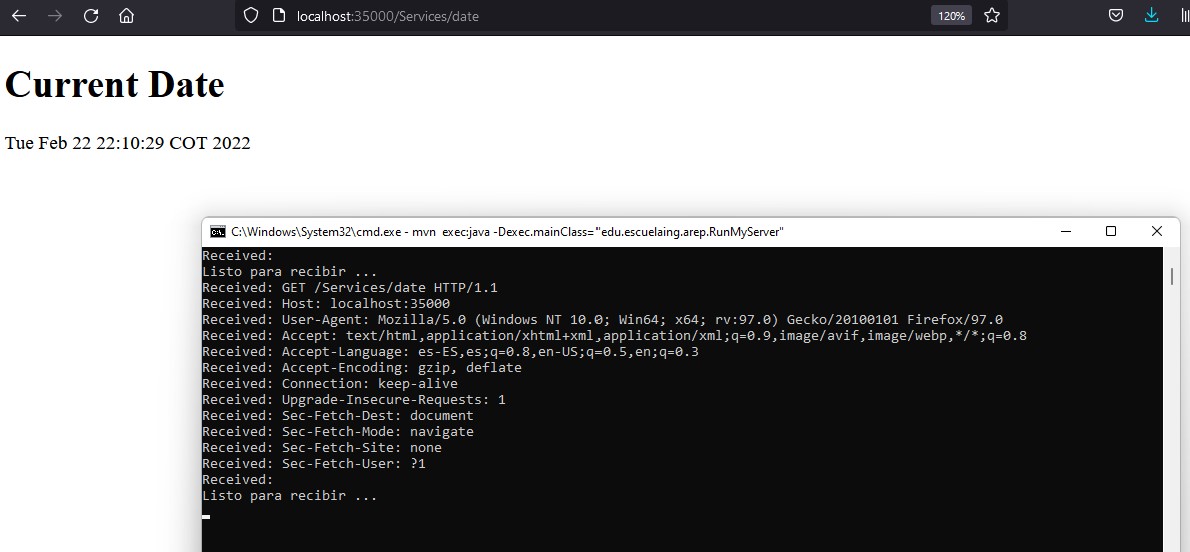 localhost:35000/Services/date
120%
Current Date
Tue Feb 22 22:10:29 COT 2022
C:\Windows\System32\cmd.exe - mvn  exec:java -Dexec.mainClass="edu.escuelaing.arep.RunMyServer"
Received:
Listo para recibir ...
Received: GET /Services/date HTTP/1.1
Received: Host: localhost:35000
Received: User-Agent: Mozilla/5.0 (Windows NT 10.0; Win64; x64; rv:97.0) Gecko/20100101 Firefox/97.0
Received: Accept: text/html,application/xhtml+xml,application/xml;q=0.9,image/avif,image/webp,*/*;q=0.8
Received: Accept-Language: es-ES,es;q=0.8,en-US;q=0.5,en;q=0.3
Received: Accept-Encoding: gzip, deflate
Received: Connection: keep-alive
Received: Upgrade-Insecure-Requests: 1
Received: Sec-Fetch-Dest: document
Received: Sec-Fetch-Mode: navigate
Received: Sec-Fetch-Site: none
Received: Sec-Fetch-User: ?1
Received:
Listo para recibir ...